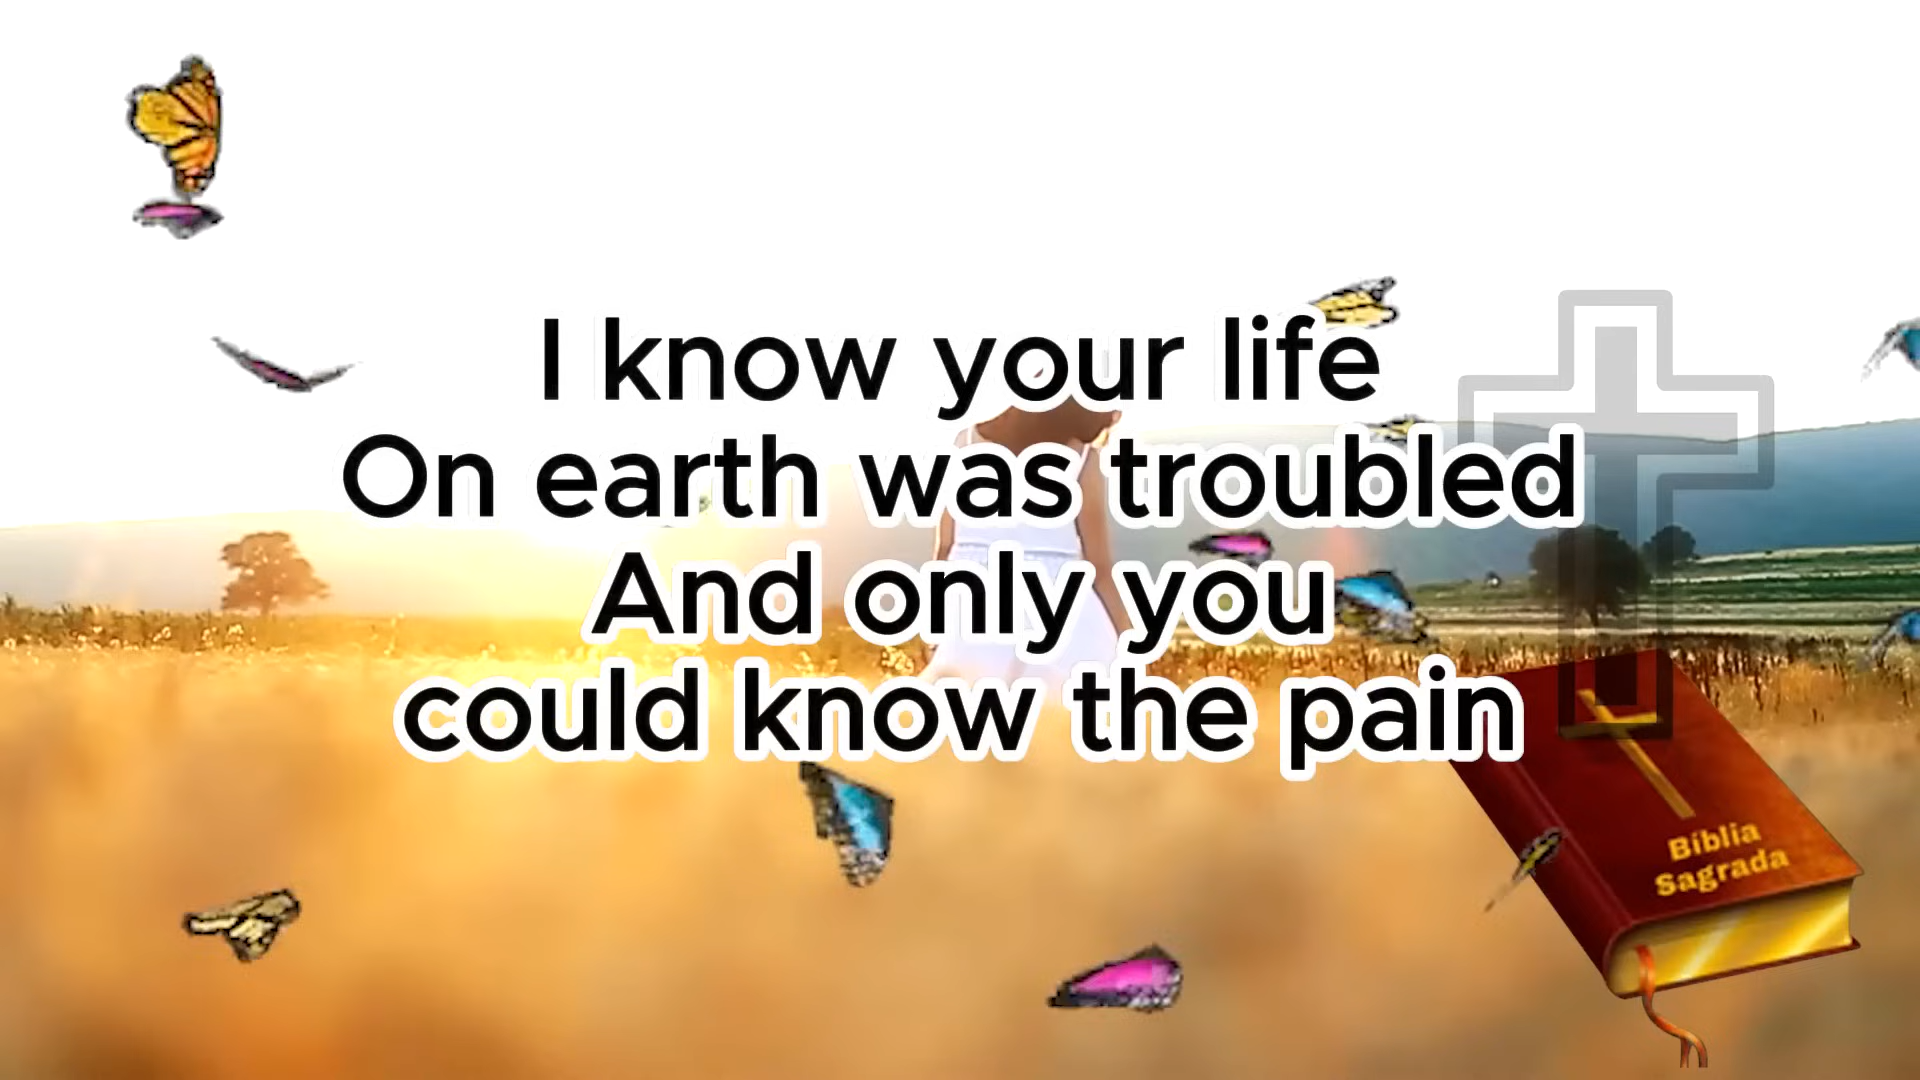 I know your life
On earth was troubled
And only you
could know the pain
Bíblia
Sagrada